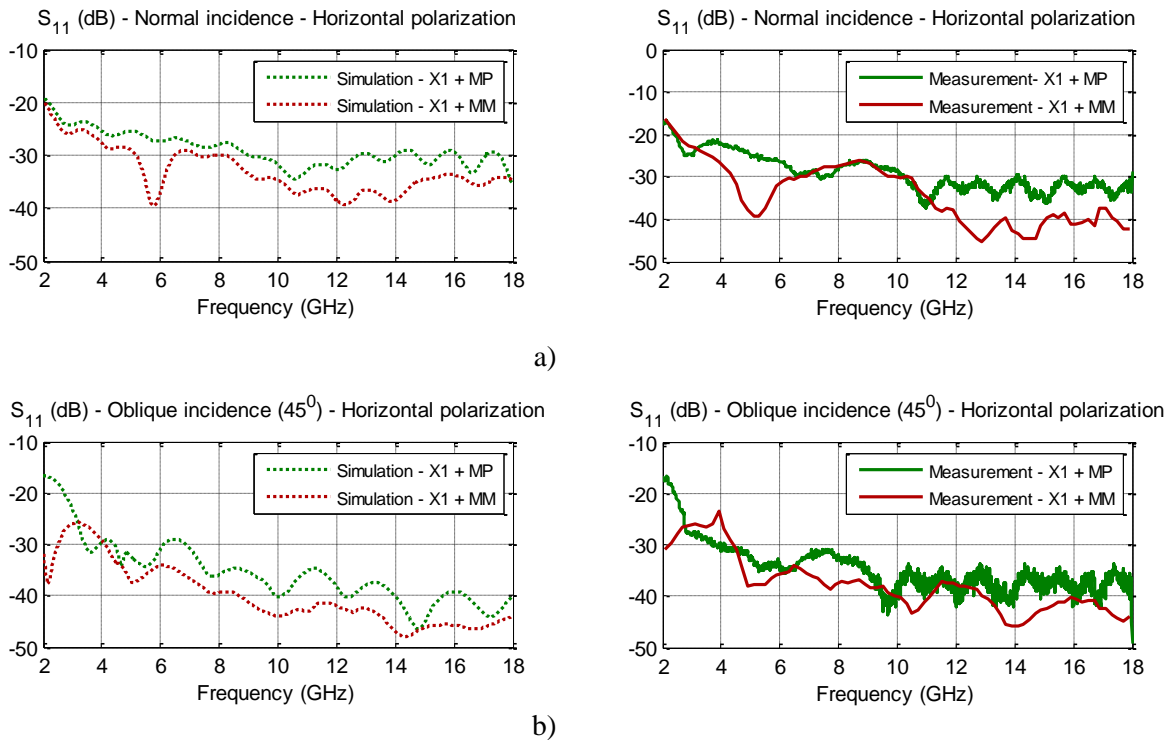 S11 (dB) - Normal incidence - Horizontal polarization
-10
-20
-30
-40
-50
2 4 6 8 10 12 14 16 18
Frequency (GHz)
Simulation - X1 + MP
Simulation - X1 + MM
S11 (dB) - Normal incidence - Horizontal polarization
0
-10
-20
-30
-40
-50
2 4 6 8 10 12 14 16 18
Frequency (GHz)
Measurement- X1 + MP
Measurement - X1 + MM
a)
S11 (dB) - Oblique incidence (45⁰) - Horizontal polarization
-10
-20
-30
-40
-50
2 4 6 8 10 12 14 16 18
Frequency (GHz)
Simulation - X1 + MP
Simulation - X1 + MM
S11 (dB) - Oblique incidence (45⁰) - Horizontal polarization
-10
-20
-30
-40
-50
2 4 6 8 10 12 14 16 18
Frequency (GHz)
Measurement - X1 + MP
Measurement - X1 + MM
b)